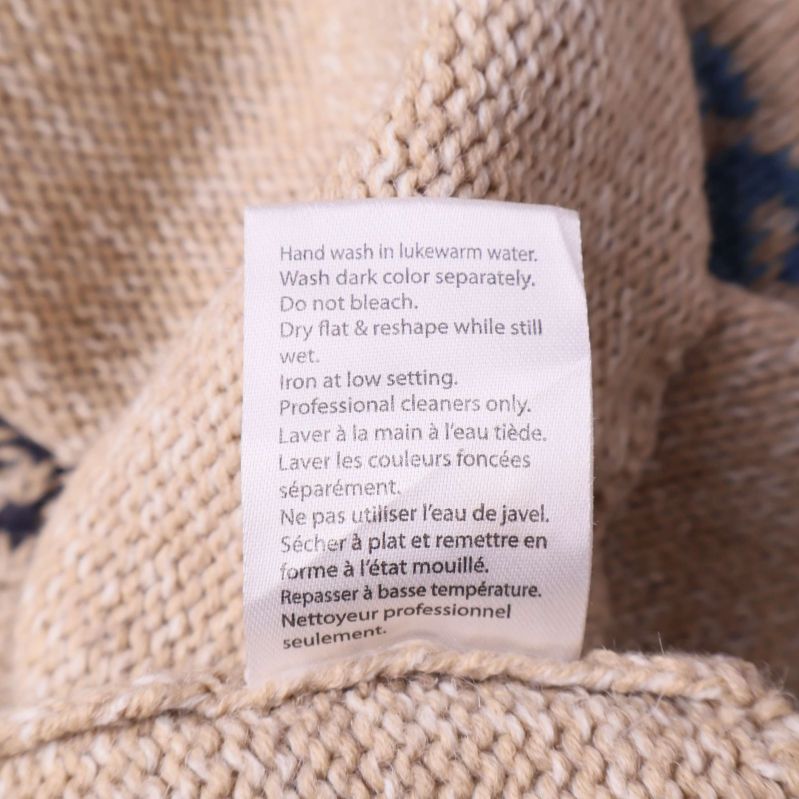 Hand wash in lukewarm water.
Wash dark color separately.
Do not bleach.
Dry flat & reshape while still
wet.
Iron at low setting.
Professional cleaners only.
Laver à la main à l'eau tiède.
Laver les couleurs foncées
séparément.
Ne pas utiliser l'eau de javel.
Sécher à plat et remettre en
forme à l'état mouillé.
Repasser à basse température.
Nettoyeur professionnel
seulement.